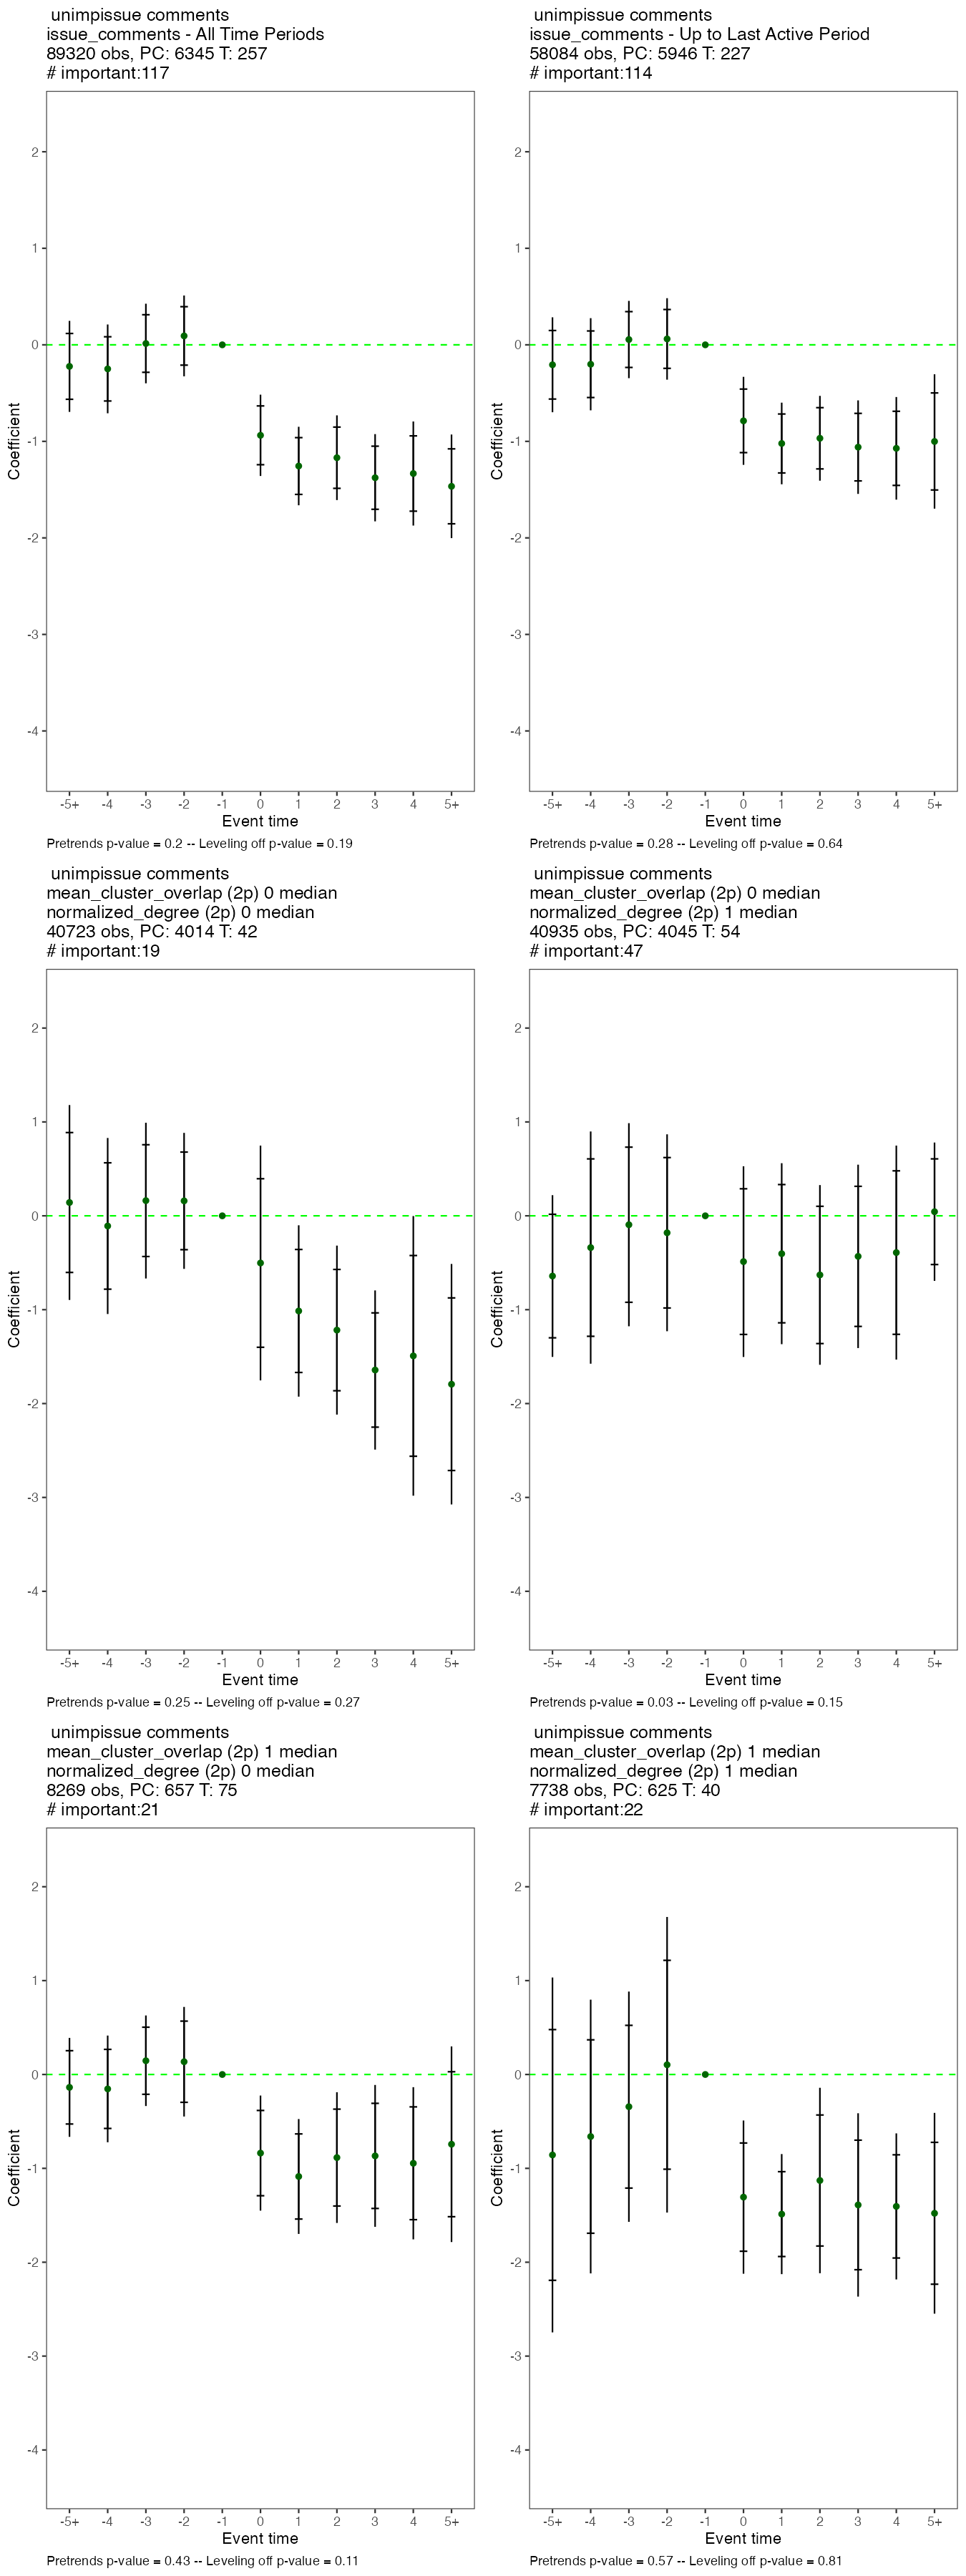 unimpissue comments
issue_comments - All Time Periods
89320 obs, PC: 6345 T: 257
# important:117
2
1
0
-1
-2
-3
-4
Coefficient
-5+ -4 -3 -2 -1 0 1 2 3 4 5+
Event time
Pretrends p-value = 0.2 -- Leveling off p-value = 0.19
unimpissue comments
issue_comments - Up to Last Active Period
58084 obs, PC: 5946 T: 227
# important:114
2
1
0
-1
-2
-3
-4
Coefficient
-5+ -4 -3 -2 -1 0 1 2 3 4 5+
Event time
Pretrends p-value = 0.28 -- Leveling off p-value = 0.64
unimpissue comments
mean_cluster_overlap (2p) 0 median
normalized_degree (2p) 0 median
40723 obs, PC: 4014 T: 42
# important:19
2
1
0
-1
-2
-3
-4
Coefficient
-5+ -4 -3 -2 -1 0 1 2 3 4 5+
Event time
Pretrends p-value = 0.25 -- Leveling off p-value = 0.27
unimpissue comments
mean_cluster_overlap (2p) 0 median
normalized_degree (2p) 1 median
40935 obs, PC: 4045 T: 54
# important:47
2
1
0
-1
-2
-3
-4
Coefficient
-5+ -4 -3 -2 -1 0 1 2 3 4 5+
Event time
Pretrends p-value = 0.03 -- Leveling off p-value = 0.15
unimpissue comments
mean_cluster_overlap (2p) 1 median
normalized_degree (2p) 0 median
8269 obs, PC: 657 T: 75
# important:21
2
1
0
-1
-2
-3
-4
Coefficient
-5+ -4 -3 -2 -1 0 1 2 3 4 5+
Event time
Pretrends p-value = 0.43 -- Leveling off p-value = 0.11
unimpissue comments
mean_cluster_overlap (2p) 1 median
normalized_degree (2p) 1 median
7738 obs, PC: 625 T: 40
# important:22
2
1
0
-1
-2
-3
-4
Coefficient
-5+ -4 -3 -2 -1 0 1 2 3 4 5+
Event time
Pretrends p-value = 0.57 -- Leveling off p-value = 0.81